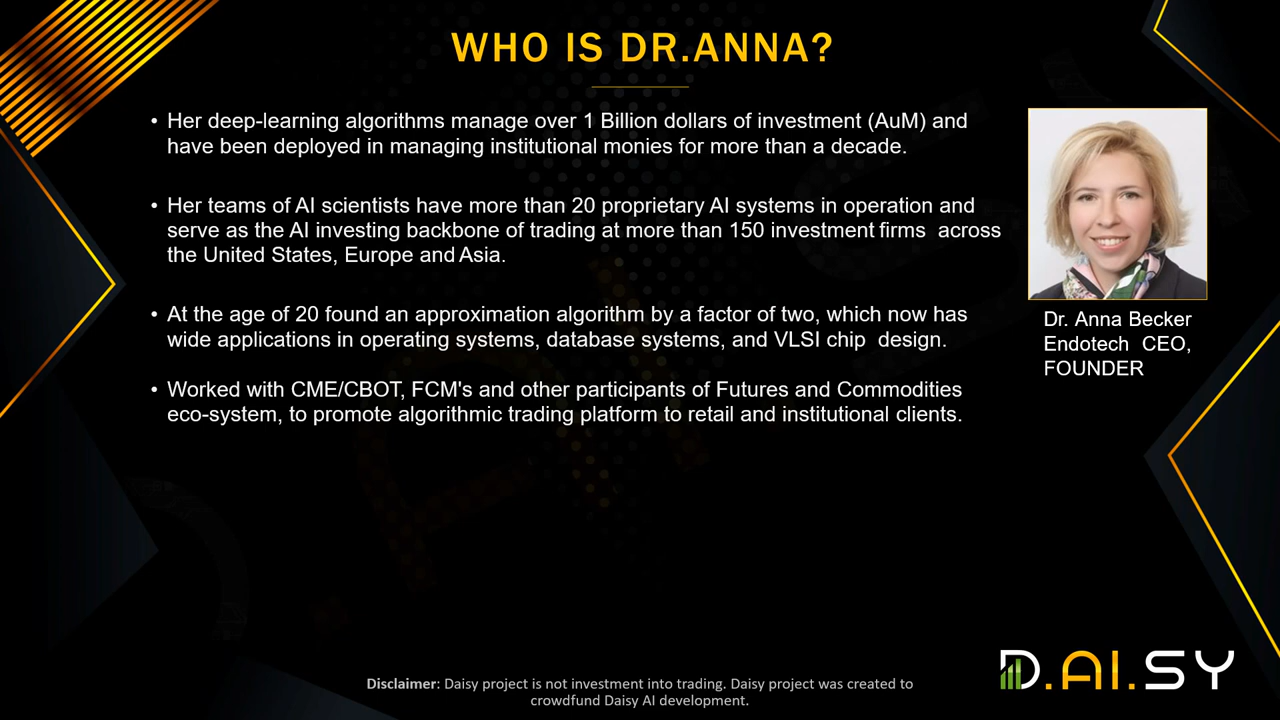 WHO IS DR.ANNA?
• Her deep-learning algorithms manage over 1 Billion dollars of investment (AuM) and
have been deployed in managing institutional monies for more than a decade.
• Her teams of AI scientists have more than 20 proprietary AI systems in operation and
serve as the AI investing backbone of trading at more than 150 investment firms across
the United States, Europe and Asia.
• At the age of 20 found an approximation algorithm by a factor of two, which now has
wide applications in operating systems, database systems, and VLSI chip design.
• Worked with CME/CBOT, FCM's and other participants of Futures and Commodities
eco-system, to promote algorithmic trading platform to retail and institutional clients.
Dr. Anna Becker
Endotech CEO,
FOUNDER
D.AI.SY
Disclaimer: Daisy project is not investment into trading. Daisy project was created to
crowdfund Daisy AI development.